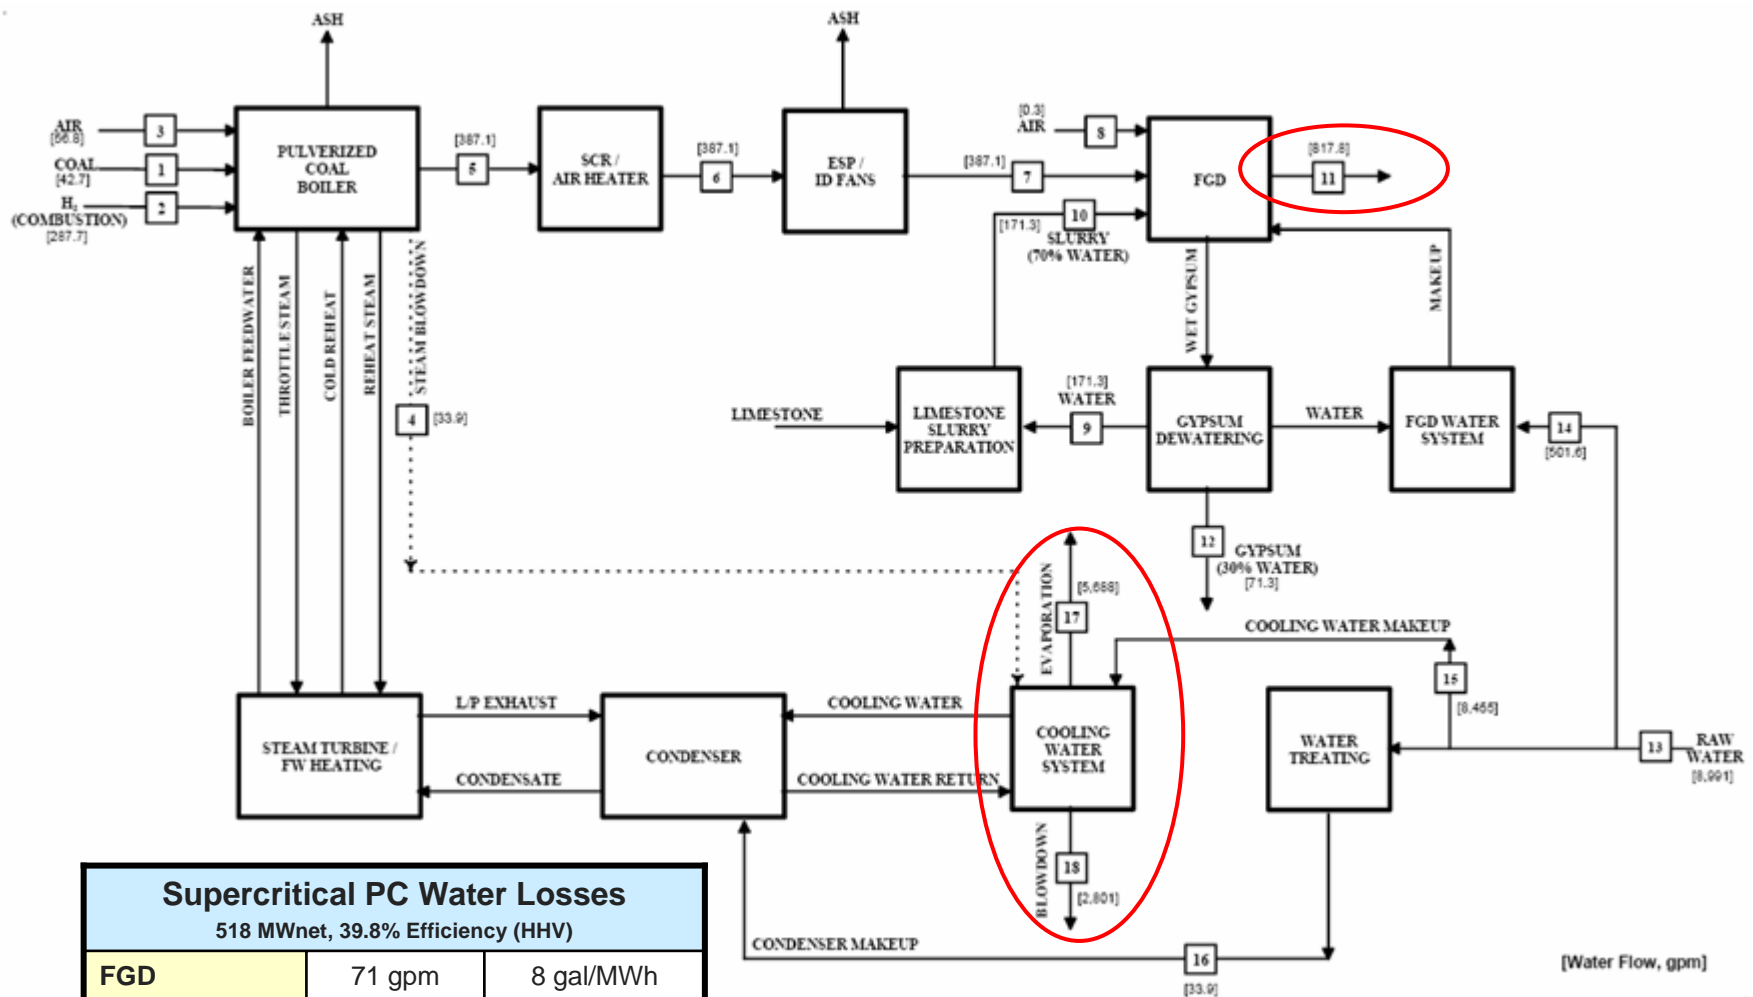 ASH
ASH
AIR
[56.8]
3
COAL
[42.7]
1
H2
(COMBUSTION)
[287.7]
2
PULVERIZED
COAL
BOILER
[387.1]
5
SCR /
AIR HEATER
[387.1]
6
ESP /
ID FANS
[387.1]
7
[0.3]
AIR
8
FGD
[817.8]
11
10
[171.3]
SLURRY
(70% WATER)
BOILER FEEDWATER
THROTTLE STEAM
COLD REHEAT
REHEAT STEAM
STEAM BLOWDOWN
4
[33.9]
WET GYPSUM
MAKEUP
LIMESTONE
LIMESTONE
SLURRY
PREPARATION
[171.3]
WATER
9
GYPSUM
DEWATERING
WATER
FGD WATER
SYSTEM
14
[501.6]
12
GYPSUM
(30% WATER)
[71.3]
EVAPORATION
[5,688]
17
COOLING WATER MAKEUP
15
[8,455]
STEAM TURBINE /
FW HEATING
L/P EXHAUST
CONDENSATE
CONDENSER
COOLING WATER
COOLING WATER RETURN
COOLING
WATER
SYSTEM
WATER
TREATING
13
RAW
WATER
[8,991]
BLOWDOWN
18
[2,801]
CONDENSER MAKEUP
16
[33.9]
[Water Flow, gpm]
Supercritical PC Water Losses
518 MWnet, 39.8% Efficiency (HHV)
FGD 71 gpm 8 gal/MWh